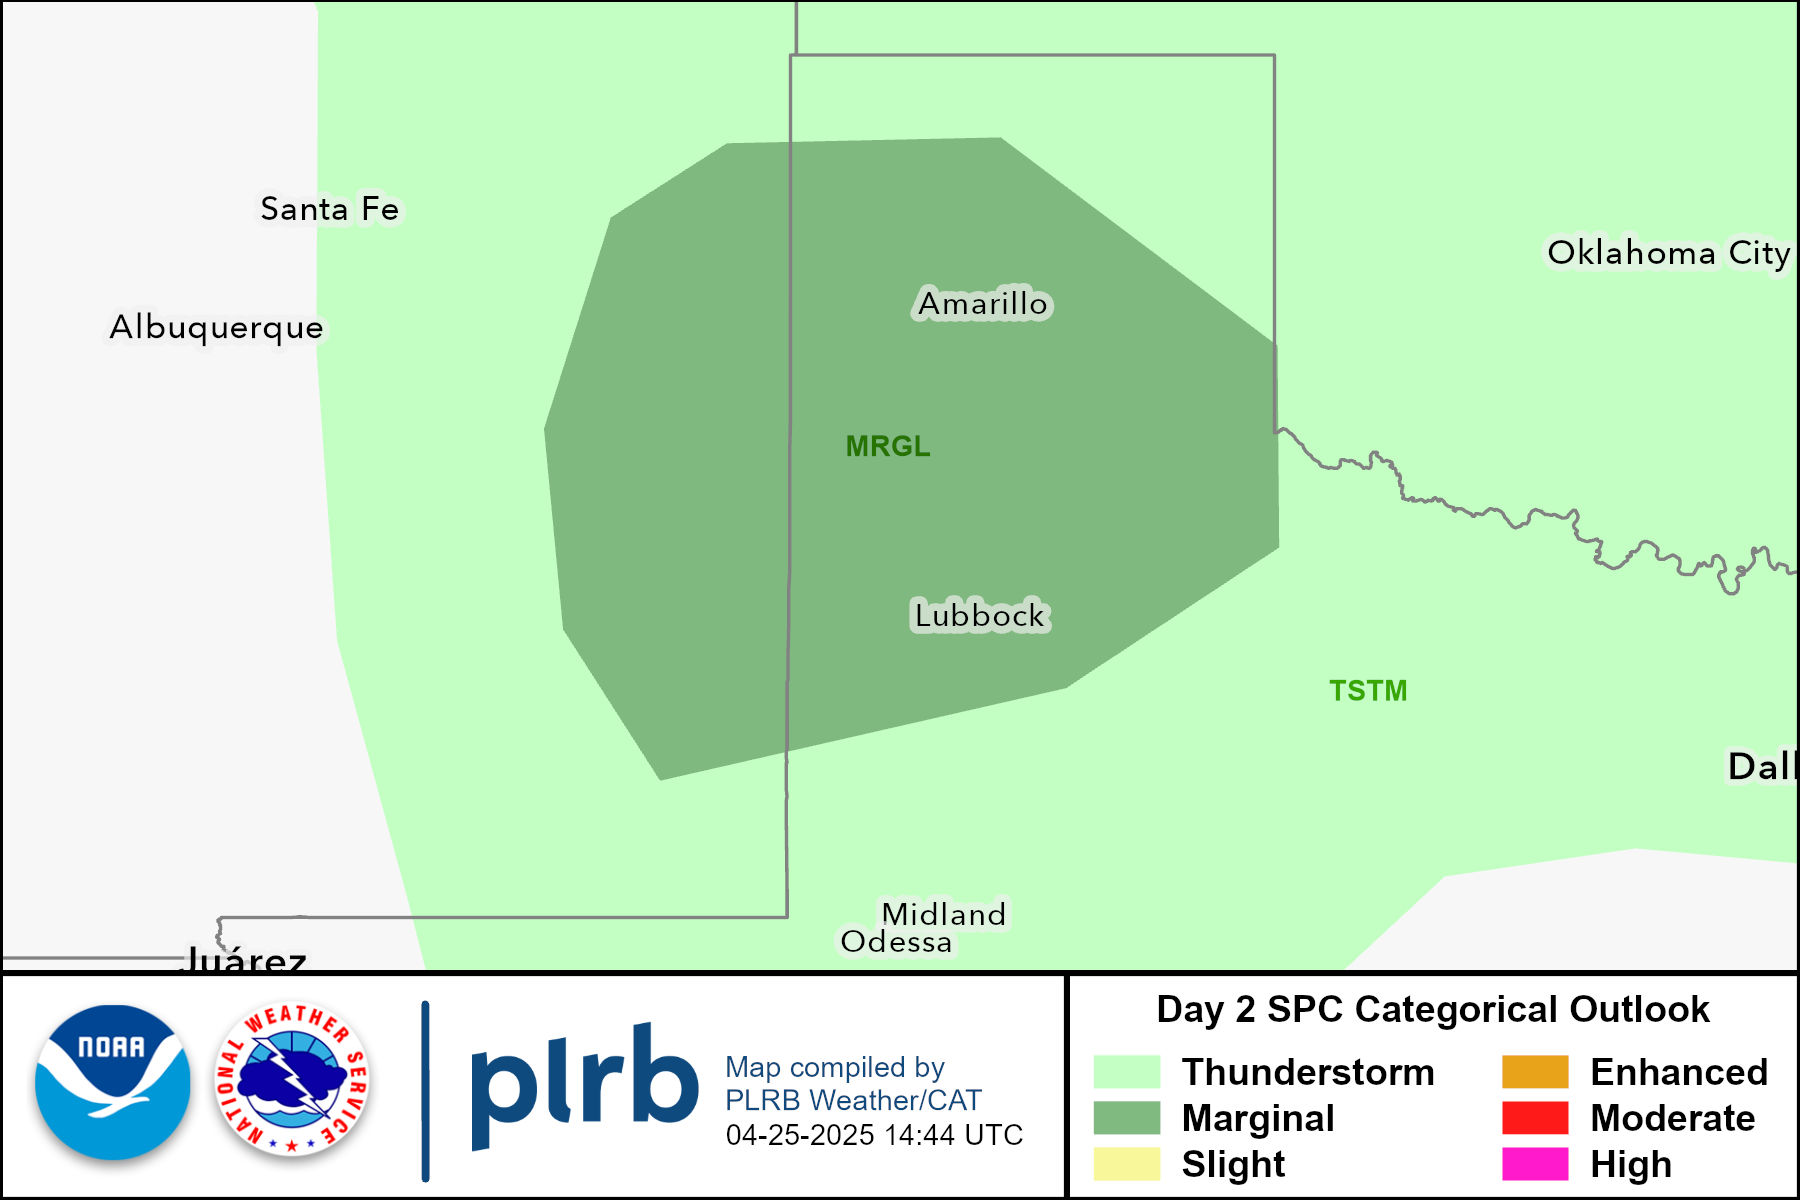 Santa Fe
Oklahoma City
Amarillo
Albuquerque
MRGL
Lubbock
TSTM
Dall
Midland
Odessa
Juárez
NOAA
NATIONAL WEATHER SERVICE
plrb
Map compiled by
PLRB Weather/CAT
04-25-2025 14:44 UTC
Day 2 SPC Categorical Outlook
Thunderstorm
Enhanced
Marginal
Moderate
Slight
High